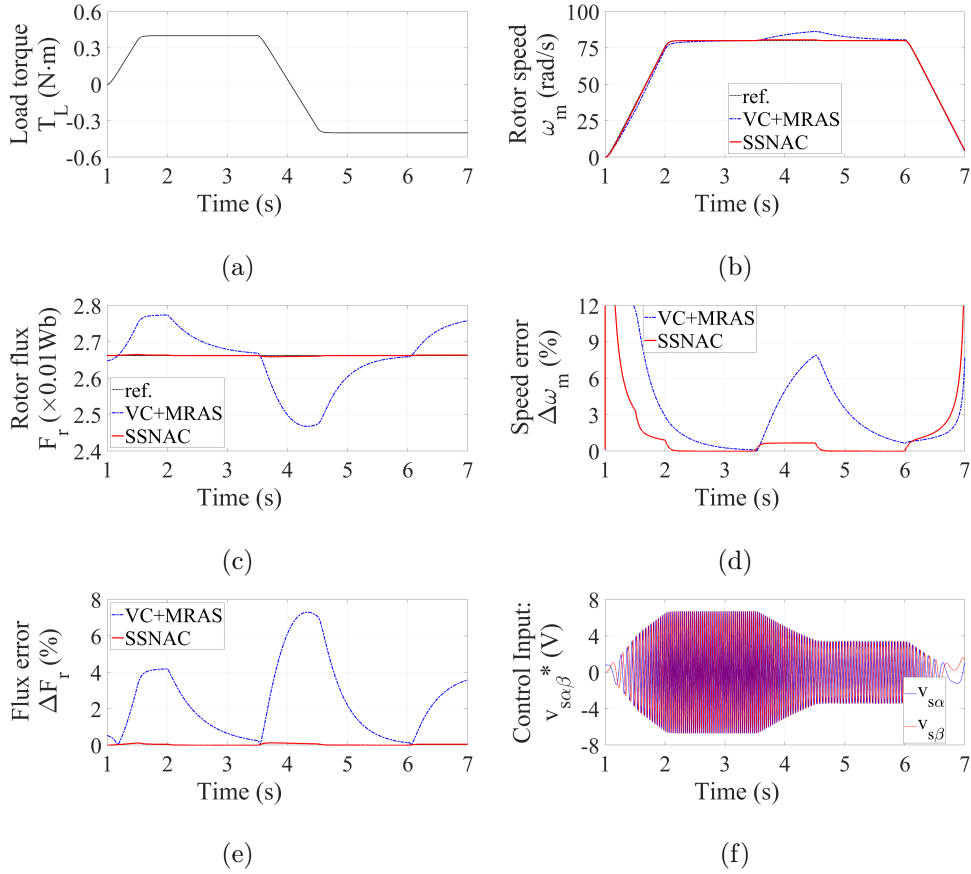 Load torque
T_L (N·m)
0.6
0.4
0
-0.4
-0.6
1 2 3 4 5 6 7
Time (s)
(a)
Rotor speed
ω_m (rad/s)
100
75
50
25
0
ref.
VC+MRAS
SSNAC
1 2 3 4 5 6 7
Time (s)
(b)
Rotor flux
F_r (×0.01Wb)
2.8
2.7
2.6
2.5
2.4
ref.
VC+MRAS
SSNAC
1 2 3 4 5 6 7
Time (s)
(c)
Speed error
Δω_m (%)
12
9
6
3
0
VC+MRAS
SSNAC
1 2 3 4 5 6 7
Time (s)
(d)
Flux error
ΔF_r (%)
8
6
4
2
0
VC+MRAS
SSNAC
1 2 3 4 5 6 7
Time (s)
(e)
Control Input:
v_sαβ* (V)
8
4
0
-4
-8
v_sα
v_sβ
1 2 3 4 5 6 7
Time (s)
(f)